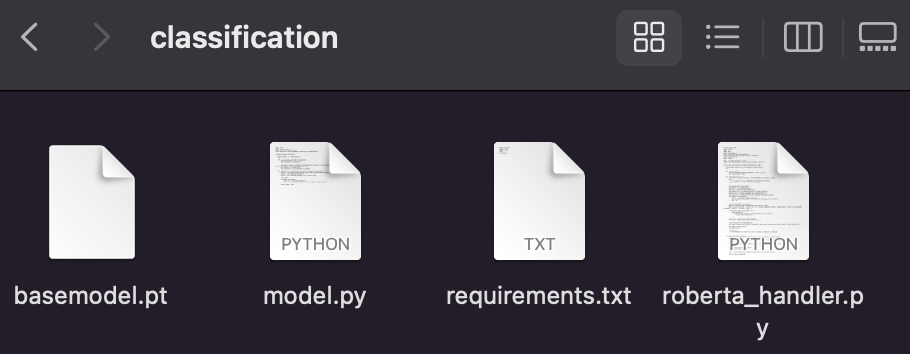 classification
PYTHON
TXT
PYTHON
basemodel.pt
model.py
requirements.txt
roberta_handler.p
y